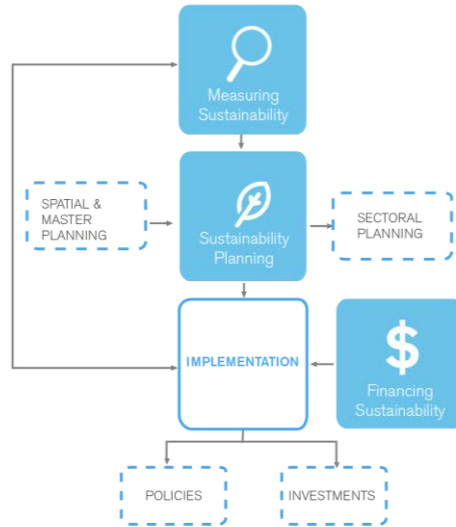 Measuring
Sustainability
SPATIAL &
MASTER
PLANNING
Sustainability
Planning
SECTORAL
PLANNING
IMPLEMENTATION
$
Financing
Sustainability
POLICIES
INVESTMENTS